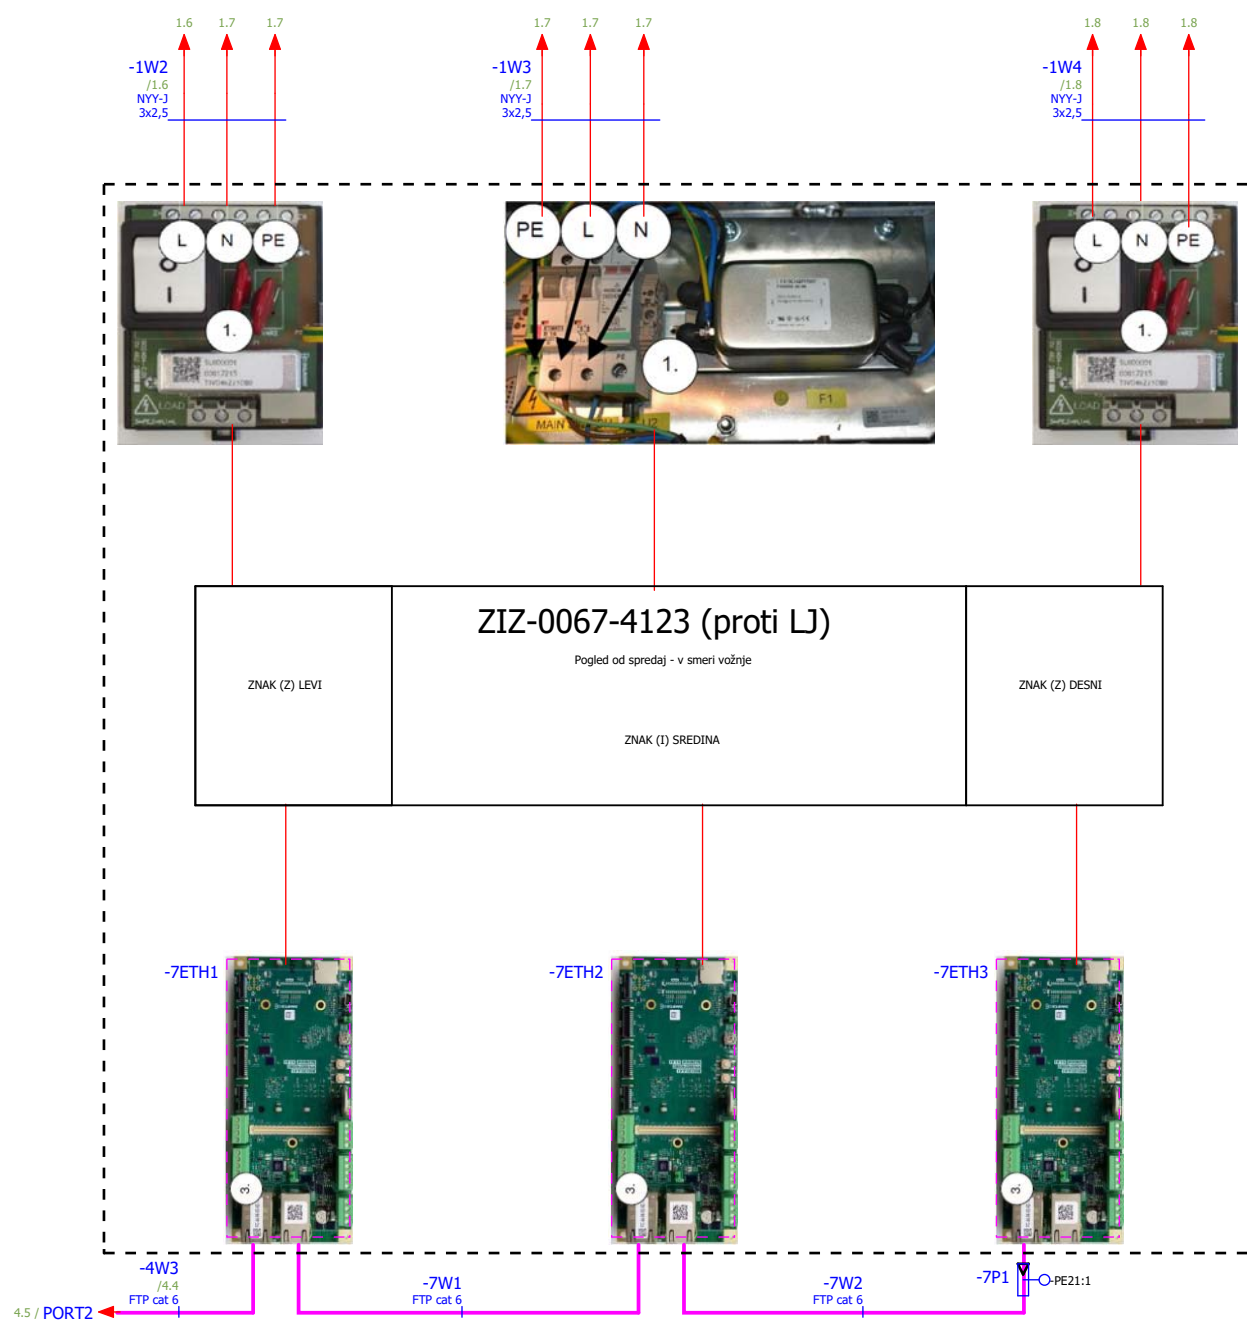 1.6 1.7 1.7
1.7 1.7 1.7
1.8 1.8 1.8
-1W2
/1.6
NYY-J
3x2,5
-1W3
/1.7
NYY-J
3x2,5
-1W4
/1.8
NYY-J
3x2,5
L N PE
1.
LOAD
PE L N
1.
F1
MAIN
L N PE
1.
LOAD
ZIZ-0067-4123 (proti LJ)
Pogled od spredaj - v smeri vožnje
ZNAK (Z) LEVI
ZNAK (I) SREDINA
ZNAK (Z) DESNI
-7ETH1
3.
-7ETH2
3.
-7ETH3
3.
-4W3
/4.4
FTP cat 6
4.5 / PORT2
-7W1
FTP cat 6
-7W2
FTP cat 6
-7P1
-PE21:1